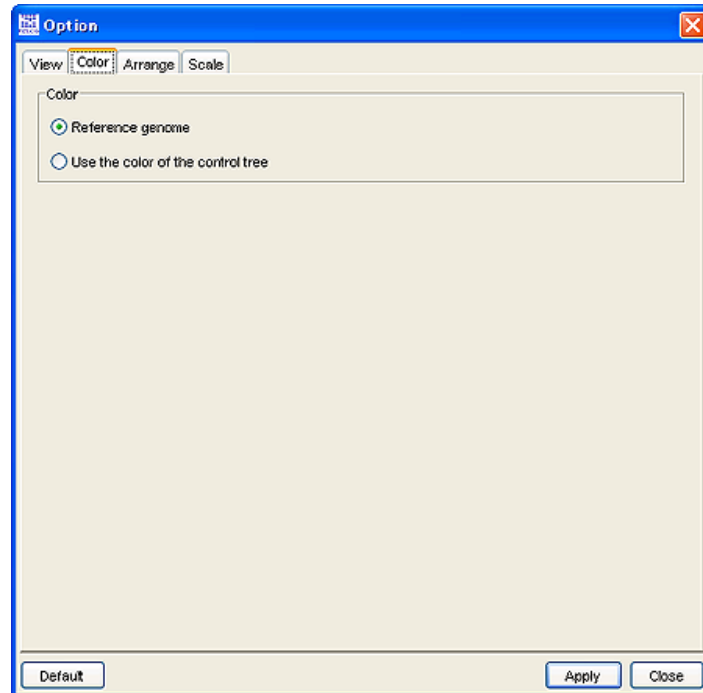 Option
View Color Arrange Scale
Color
Reference genome
Use the color of the control tree
Default Apply Close